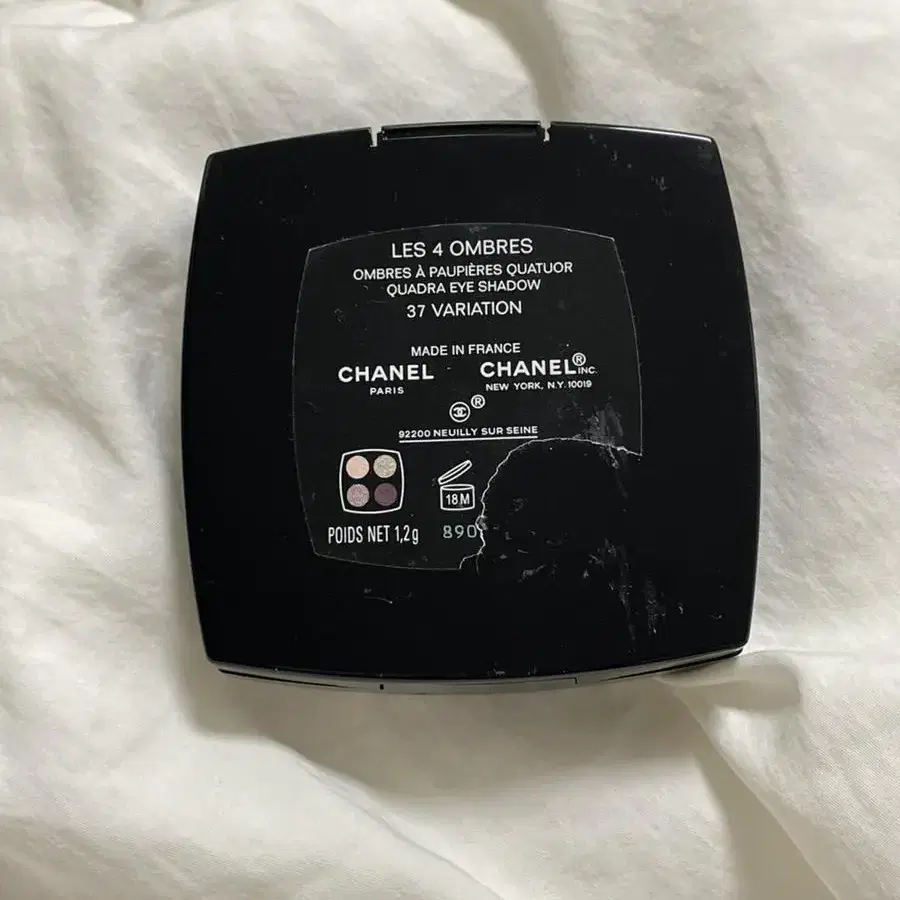 LES 4 OMBRES
OMBRES À PAUPIÈRES QUATUOR
QUADRA EYE SHADOW
37 VARIATION
MADE IN FRANCE
CHANEL CHANEL® INC.
PARIS NEW YORK, N.Y. 10019
®
92200 NEUILLY SUR SEINE
18M
POIDS NET 1,2g 890